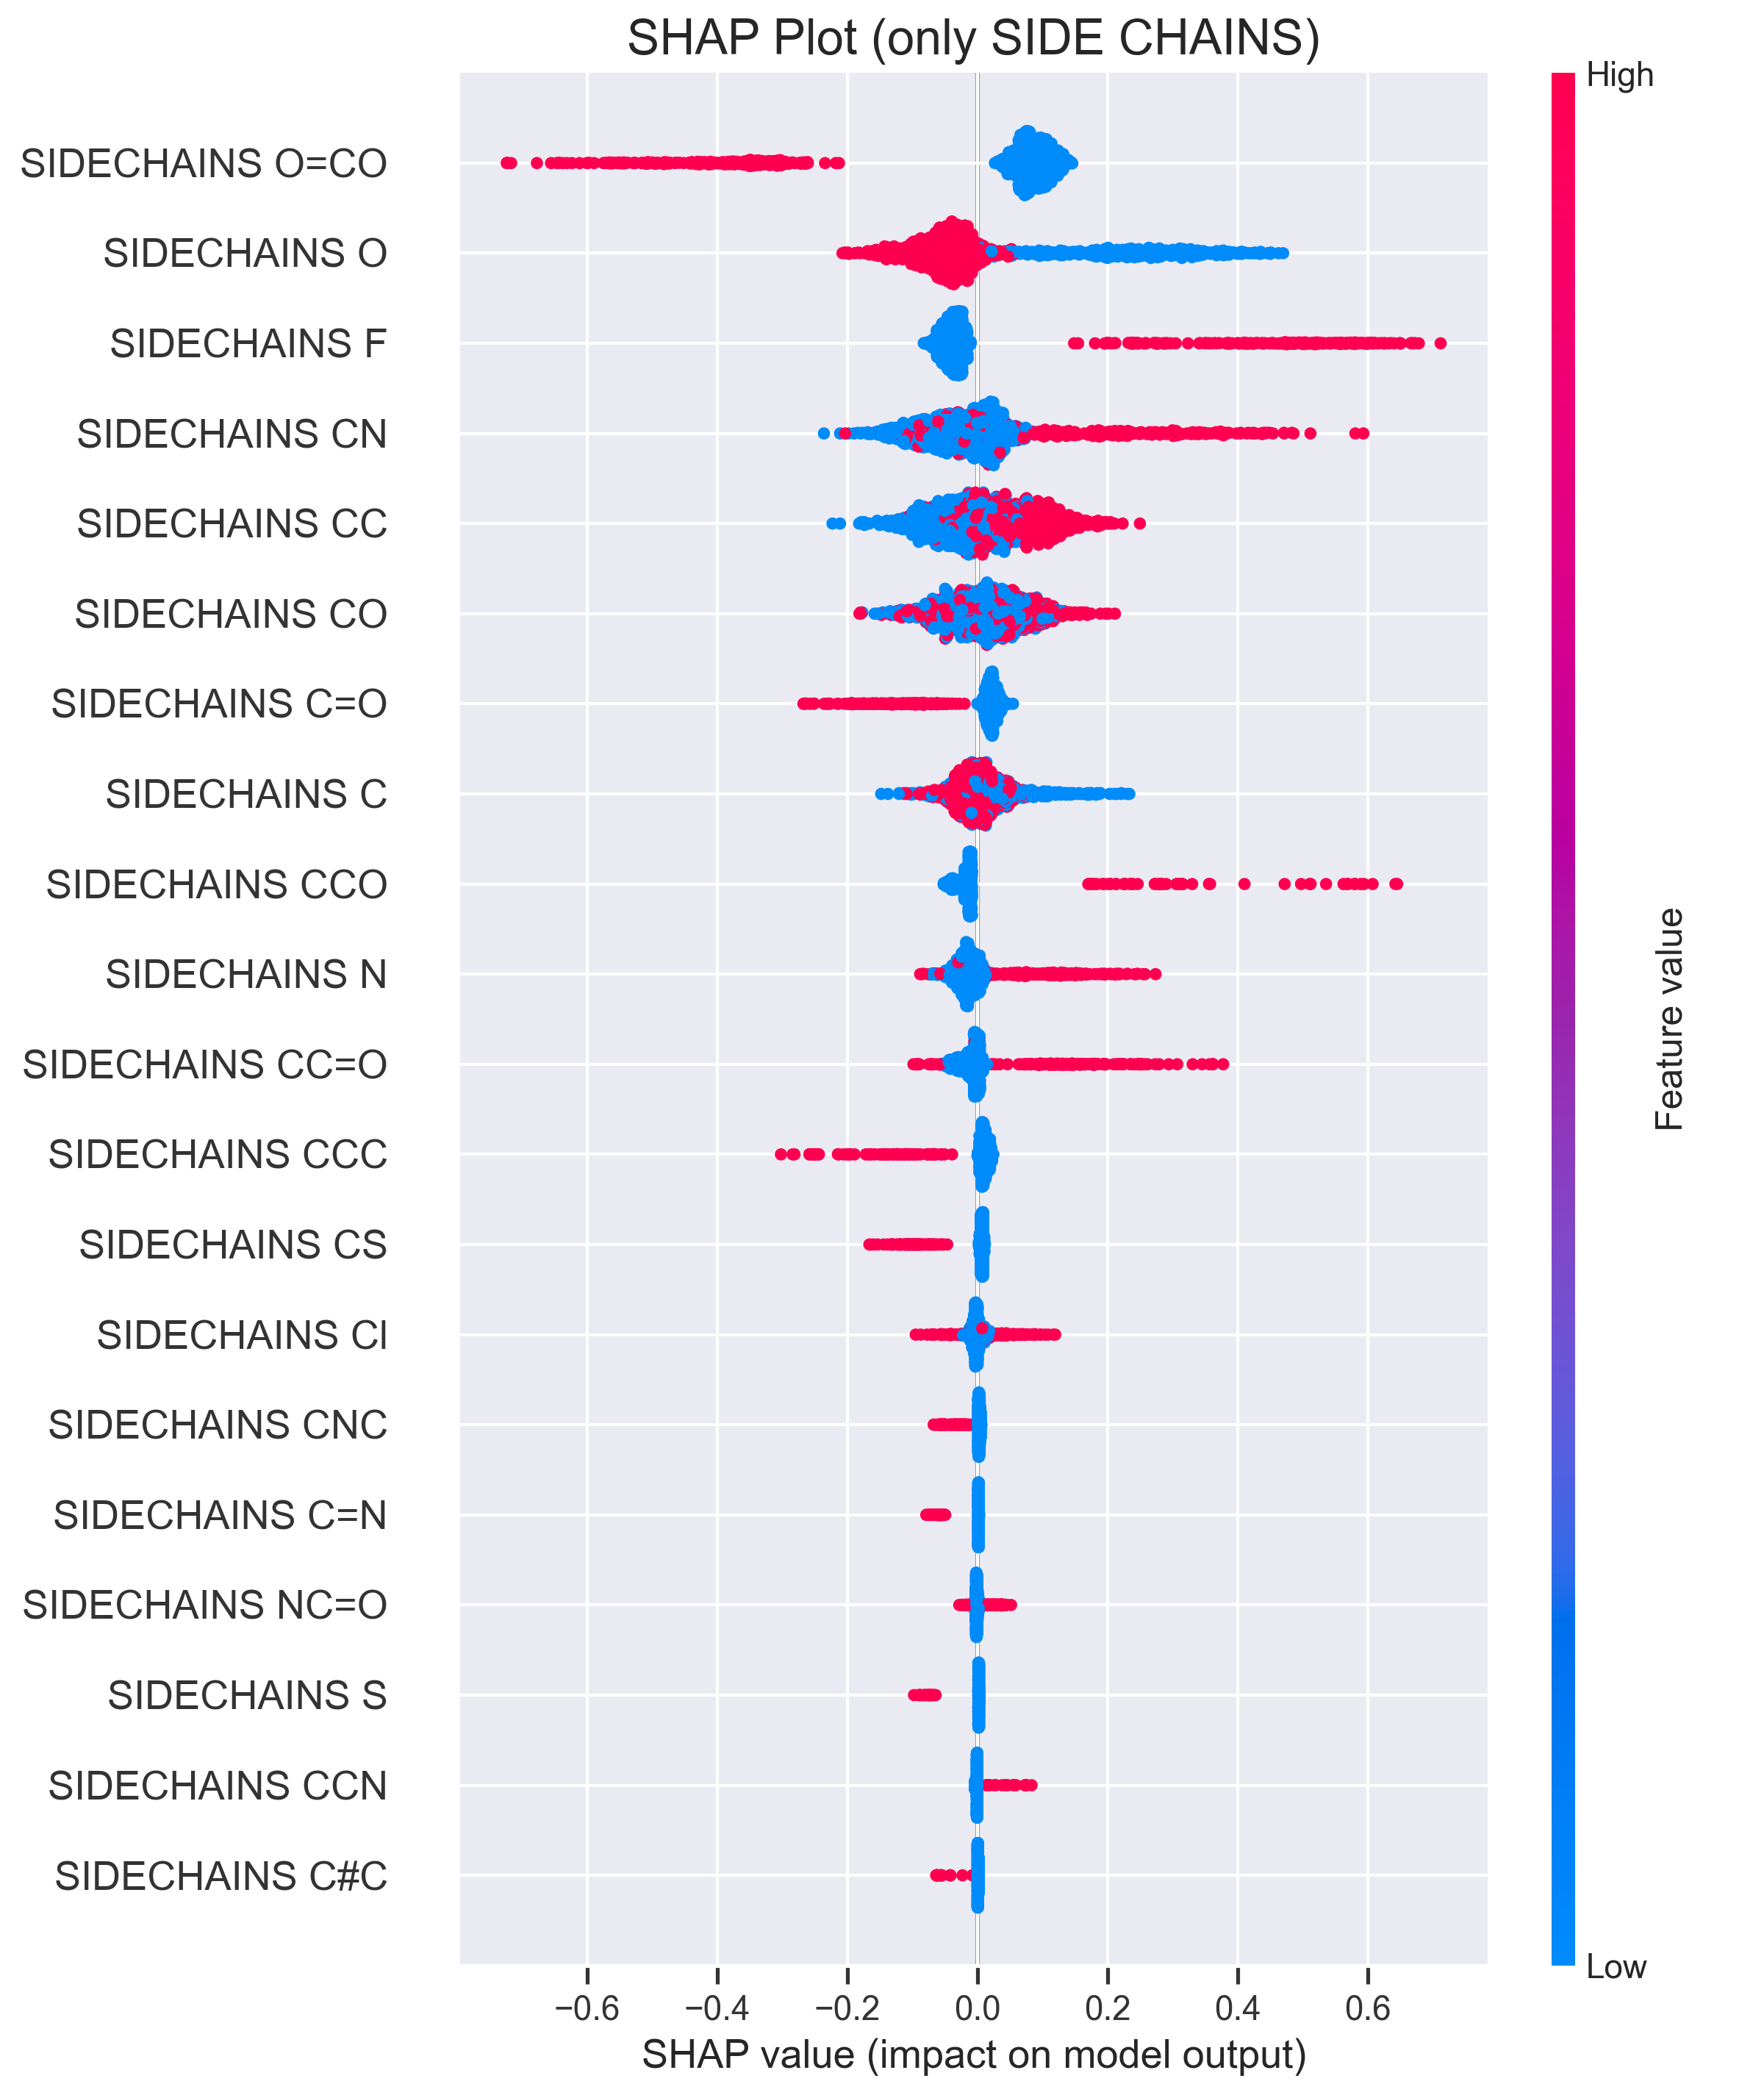 SHAP Plot (only SIDE CHAINS)
High
SIDECHAINS O=CO
SIDECHAINS O
SIDECHAINS F
SIDECHAINS CN
SIDECHAINS CC
SIDECHAINS CO
SIDECHAINS C=O
SIDECHAINS C
SIDECHAINS CCO
SIDECHAINS N
SIDECHAINS CC=O
SIDECHAINS CCC
SIDECHAINS CS
SIDECHAINS Cl
SIDECHAINS CNC
SIDECHAINS C=N
SIDECHAINS NC=O
SIDECHAINS S
SIDECHAINS CCN
SIDECHAINS C#C
Feature value
Low
−0.6 −0.4 −0.2 0.0 0.2 0.4 0.6
SHAP value (impact on model output)